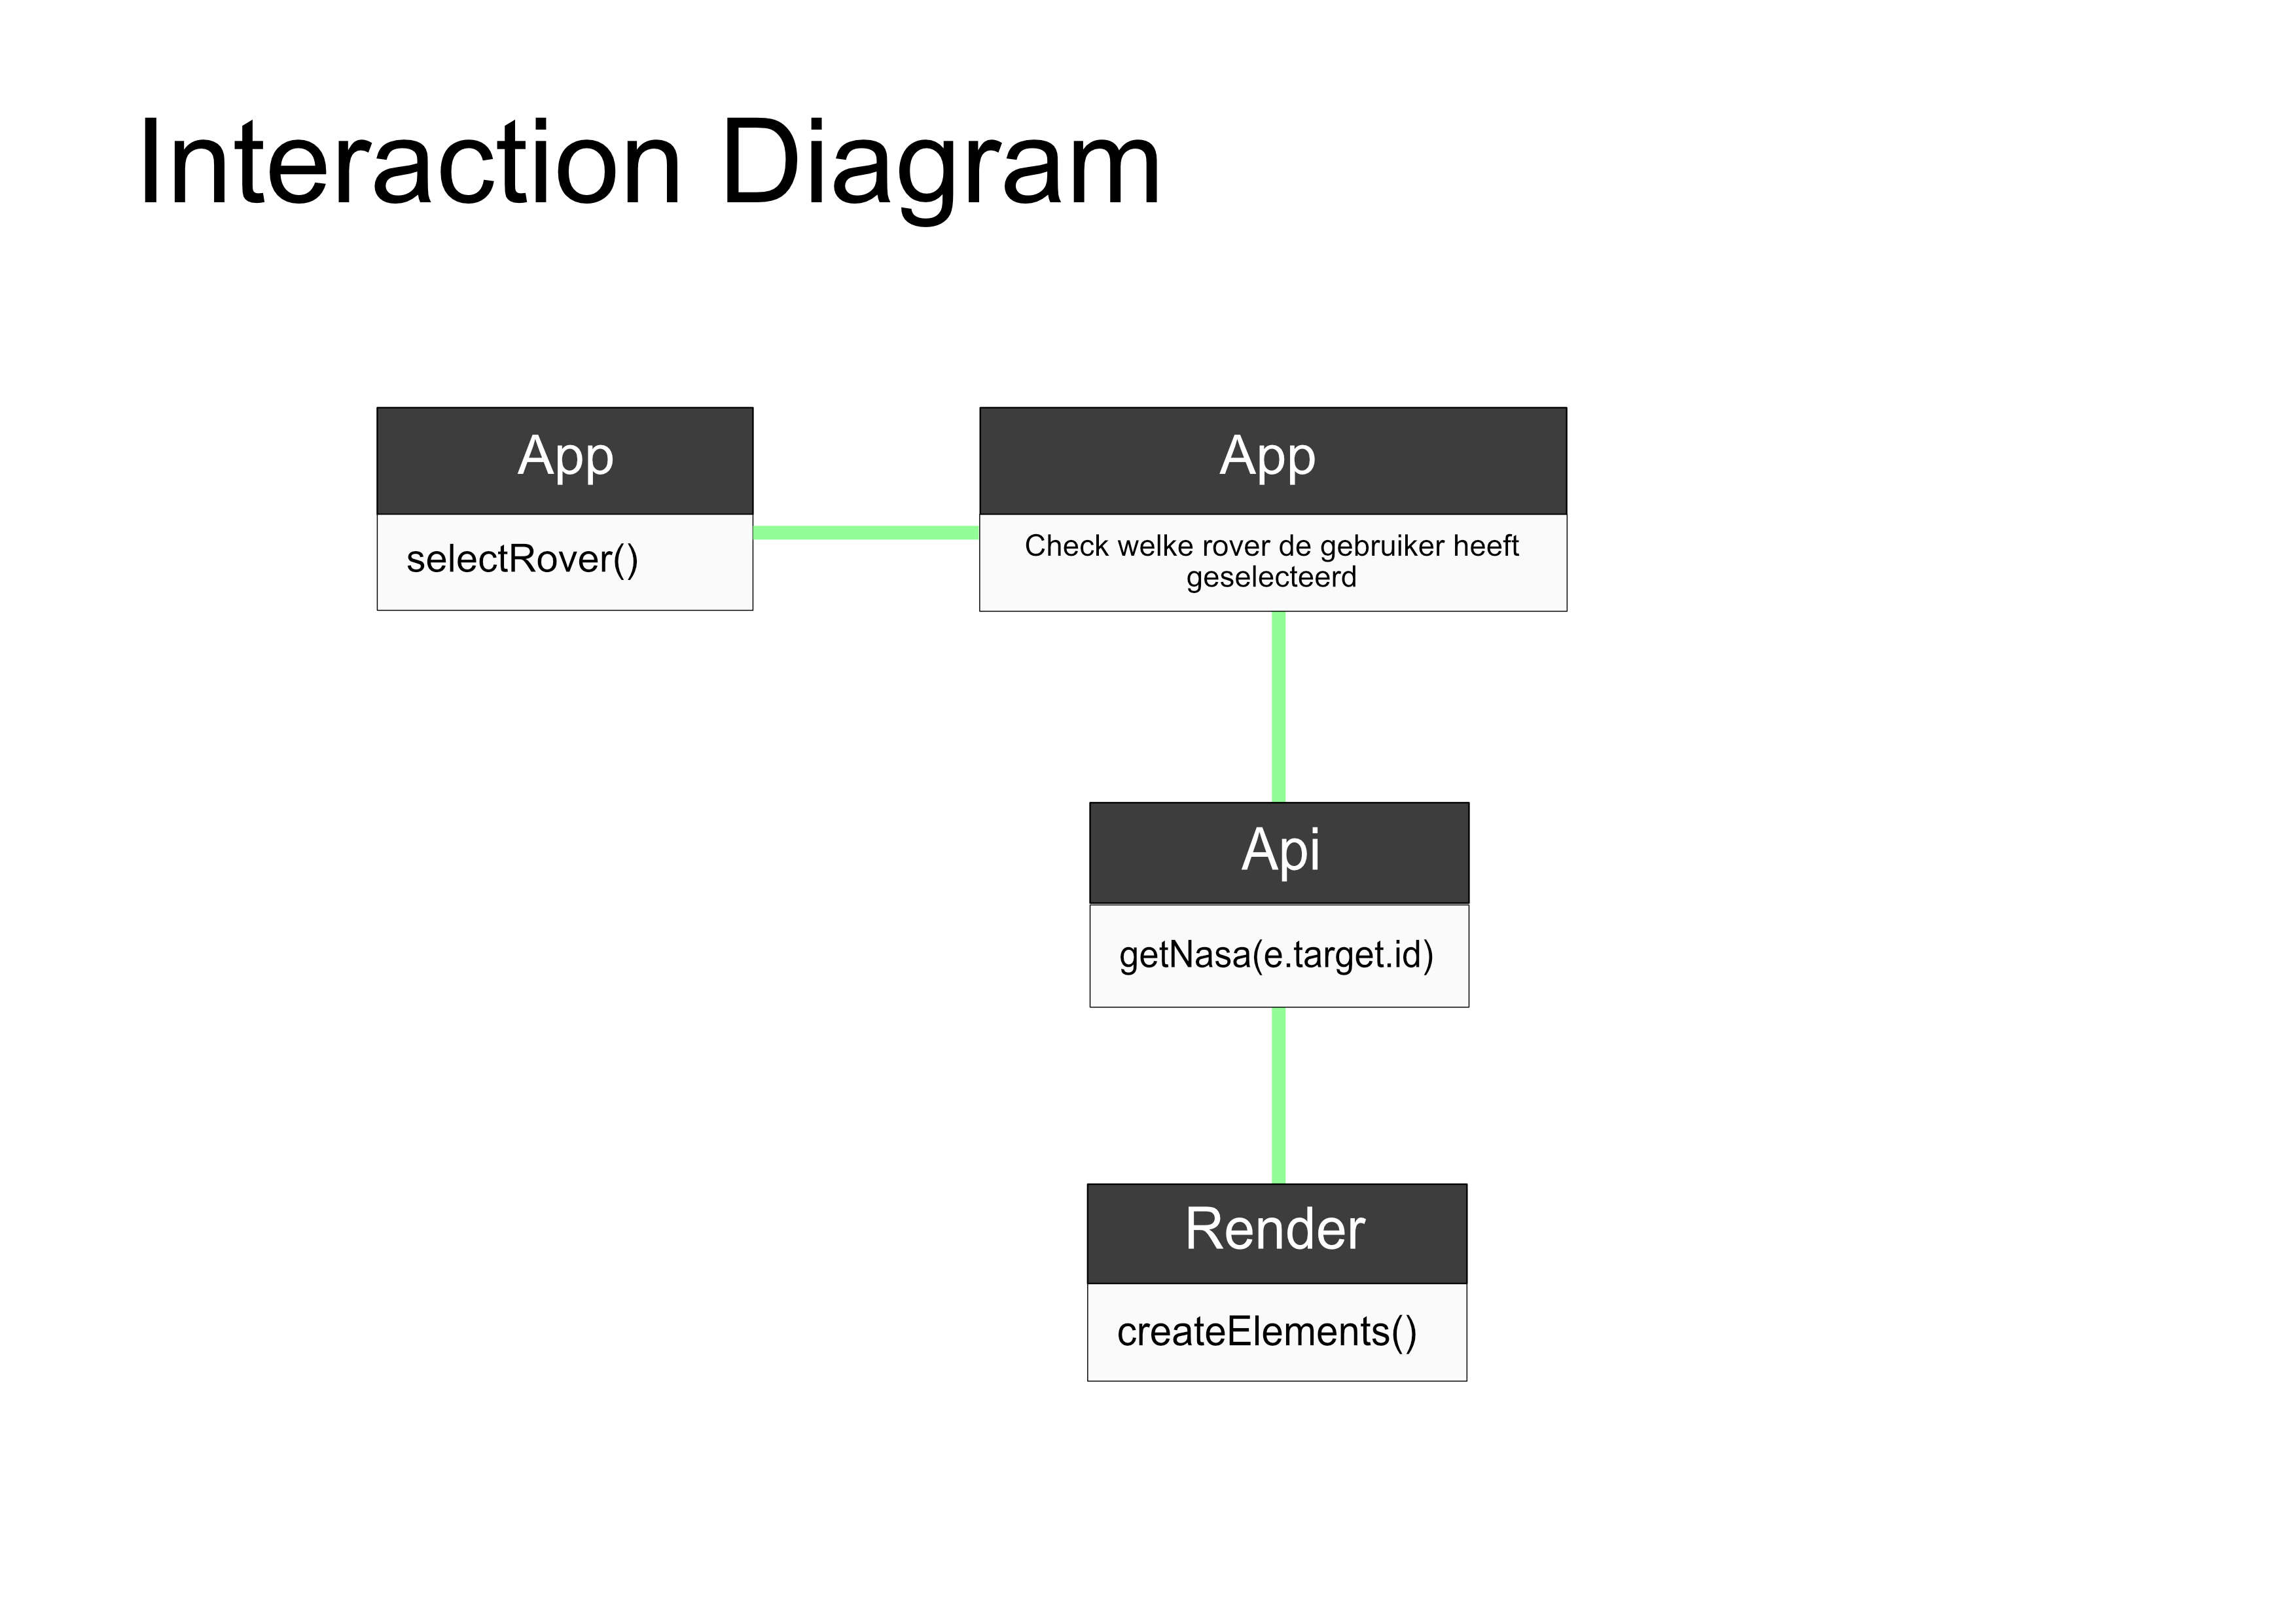 Interaction Diagram
App
selectRover()
App
Check welke rover de gebruiker heeft
geselecteerd
Api
getNasa(e.target.id)
Render
createElements()